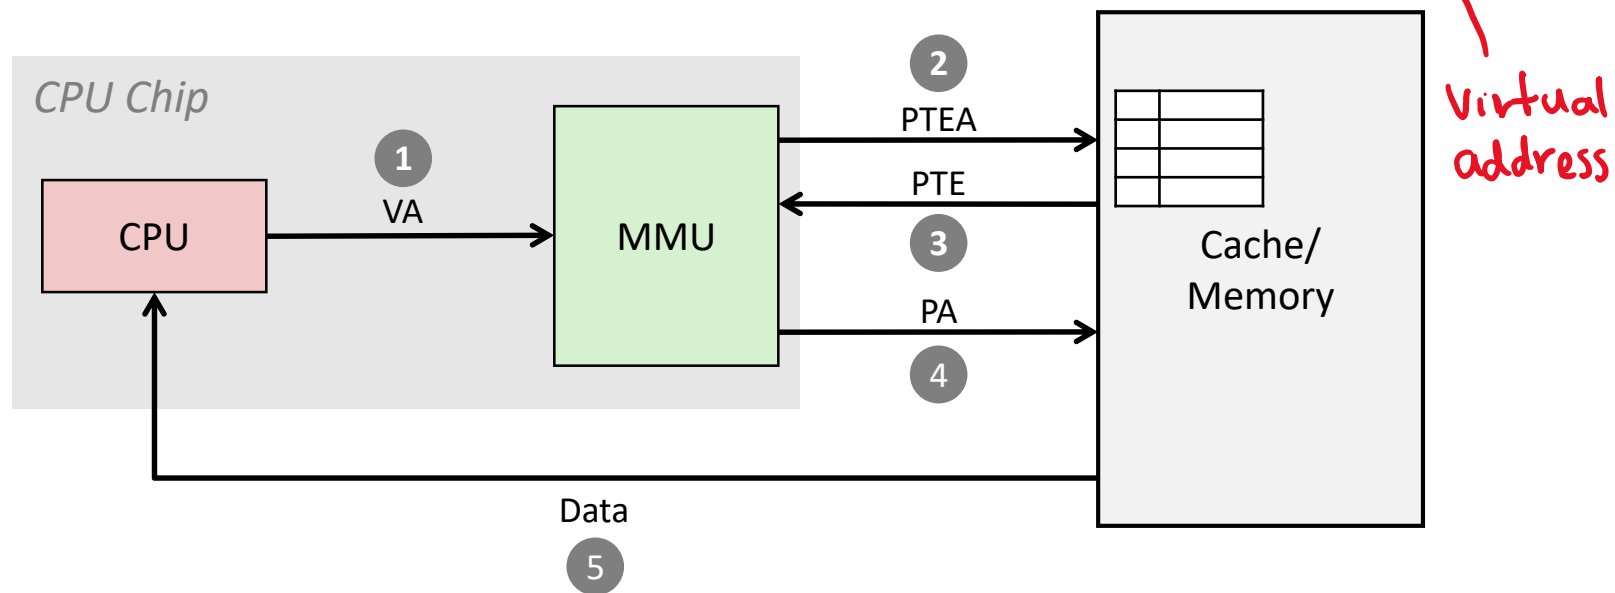 CPU Chip
CPU
1
VA
MMU
2
PTEA
PTE
3
PA
4
Cache/
Memory
Data
5
Virtual
address